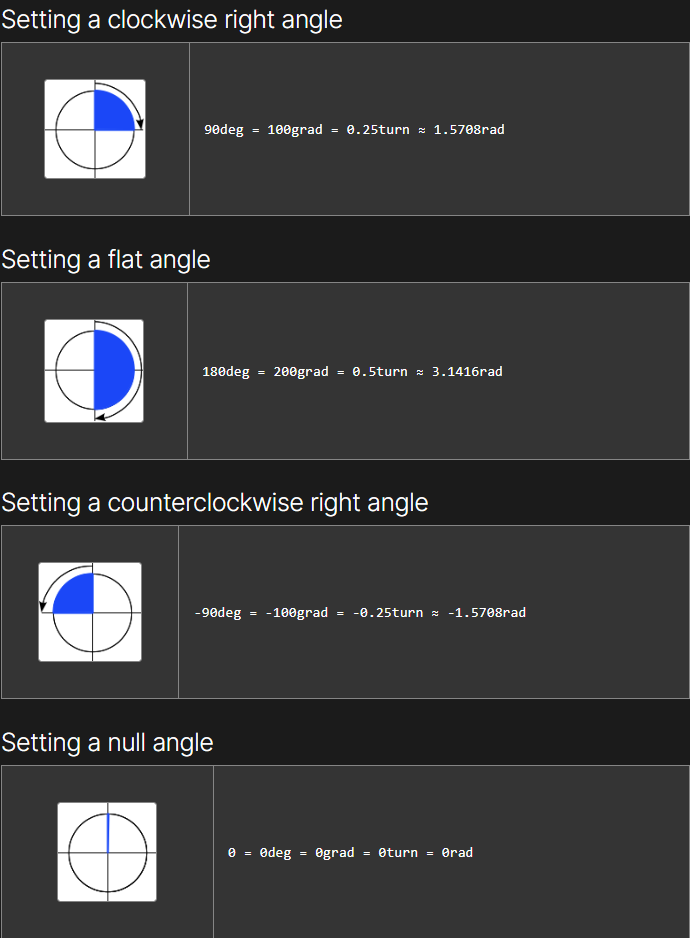 Setting a clockwise right angle
90deg = 100grad = 0.25turn ≈ 1.5708rad
Setting a flat angle
180deg = 200grad = 0.5turn ≈ 3.1416rad
Setting a counterclockwise right angle
-90deg = -100grad = -0.25turn ≈ -1.5708rad
Setting a null angle
0 = 0deg = 0grad = 0turn = 0rad